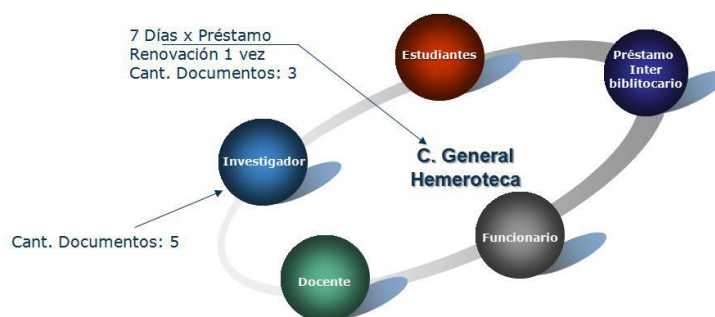 7 Días x Préstamo
Renovación 1 vez
Cant. Documentos: 3
Estudiantes
Préstamo
Inter
biblitocario
Investigador
C. General
Hemeroteca
Cant. Documentos: 5
Funcionario
Docente